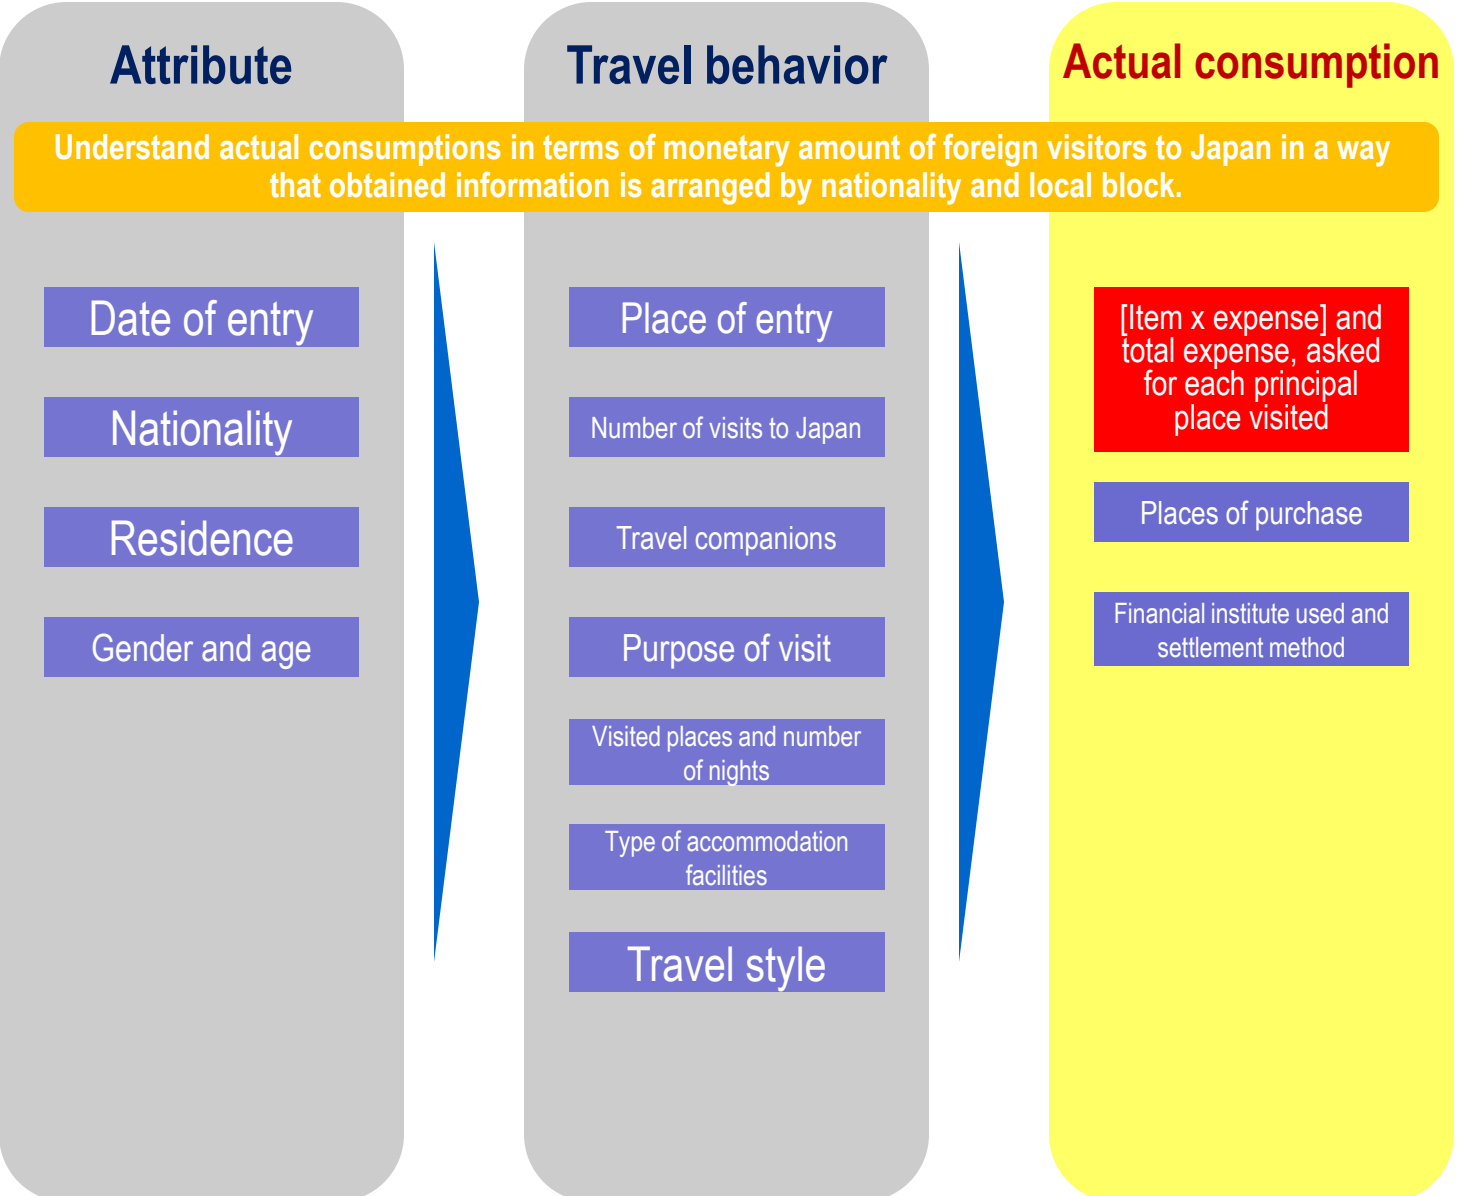 Attribute
Travel behavior
Actual consumption
Understand actual consumptions in terms of monetary amount of foreign visitors to Japan in a way
that obtained information is arranged by nationality and local block.
Date of entry
Nationality
Residence
Gender and age
Place of entry
Number of visits to Japan
Travel companions
Purpose of visit
Visited places and number
of nights
Type of accommodation
facilities
Travel style
[Item x expense] and
total expense, asked
for each principal
place visited
Places of purchase
Financial institute used and
settlement method